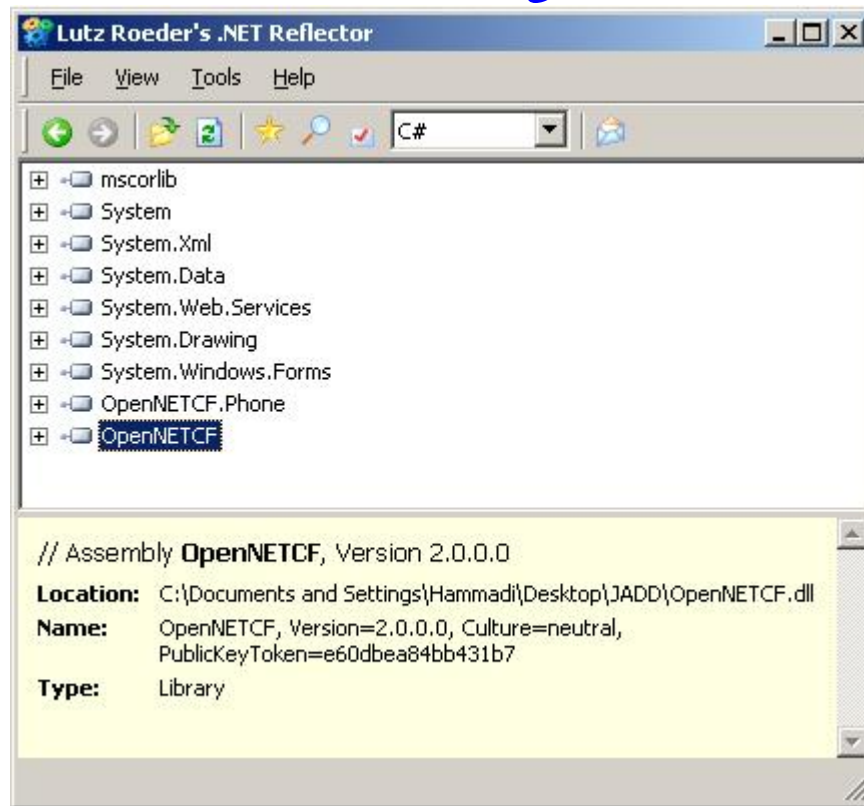 Lutz Roeder's .NET Reflector
File View Tools Help
C#
mscorlib
System
System.Xml
System.Data
System.Web.Services
System.Drawing
System.Windows.Forms
OpenNETCF.Phone
OpenNETCF
// Assembly OpenNETCF, Version 2.0.0.0
Location: C:\Documents and Settings\Hammadi\Desktop\JADD\OpenNETCF.dll
Name: OpenNETCF, Version=2.0.0.0, Culture=neutral,
PublicKeyToken=e60dbea84bb431b7
Type: Library